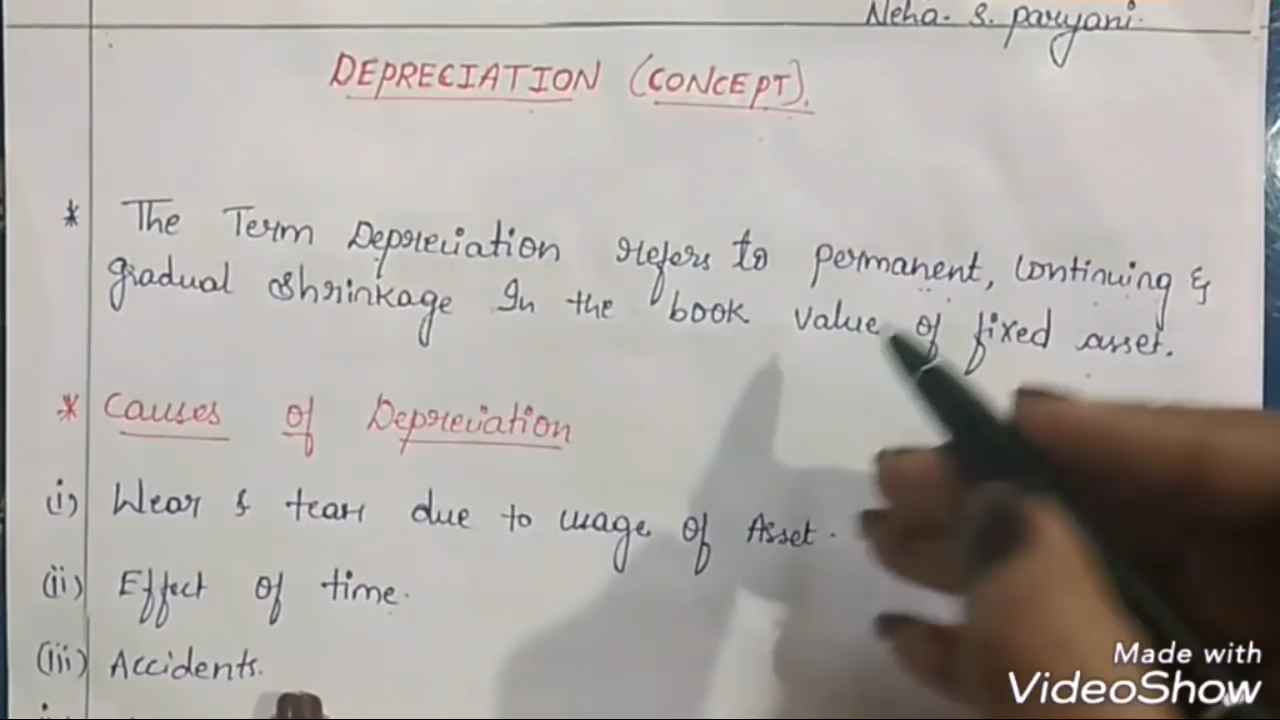 Neha. S. paryani.
DEPRECIATION (CONCEPT).
* The Term Depreciation refers to permanent, continuing &
gradual shrinkage In the book value of fixed asset.
* Causes of Depreciation
(i) Wear & tear due to usage of Asset.
(ii) Effect of time.
(iii) Accidents.
Made with
VideoShow